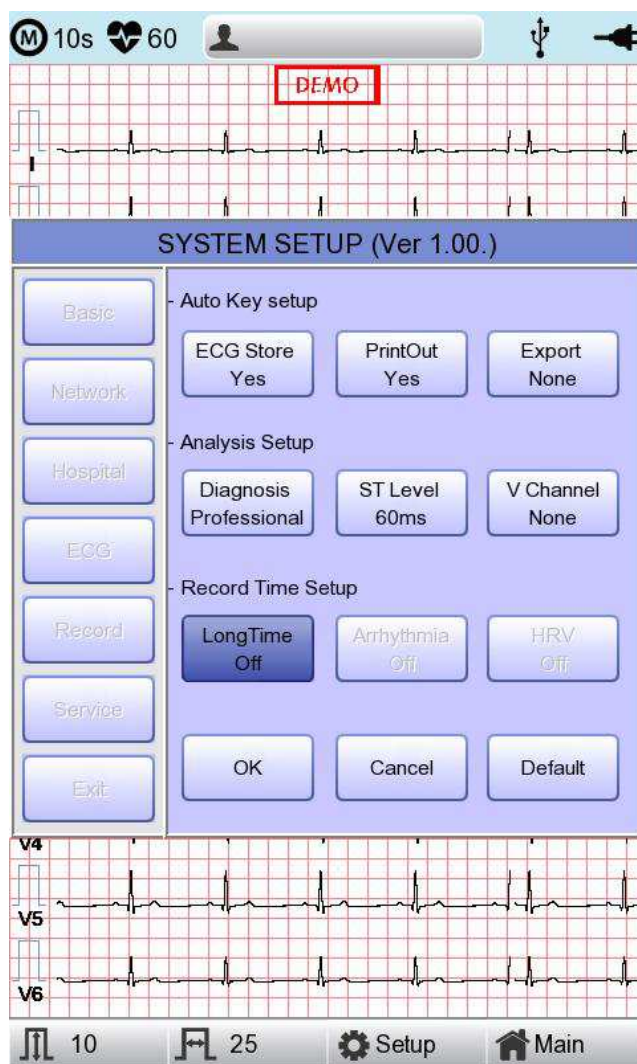 M 10s 60
DEMO
I
SYSTEM SETUP (Ver 1.00.)
Basic
Network
Hospital
ECG
Record
Service
Exit
- Auto Key setup
ECG Store
Yes
PrintOut
Yes
Export
None
- Analysis Setup
Diagnosis
Professional
ST Level
60ms
V Channel
None
- Record Time Setup
LongTime
Off
Arrhythmia
Off
HRV
Off
OK
Cancel
Default
V4
V5
V6
10 25 Setup Main